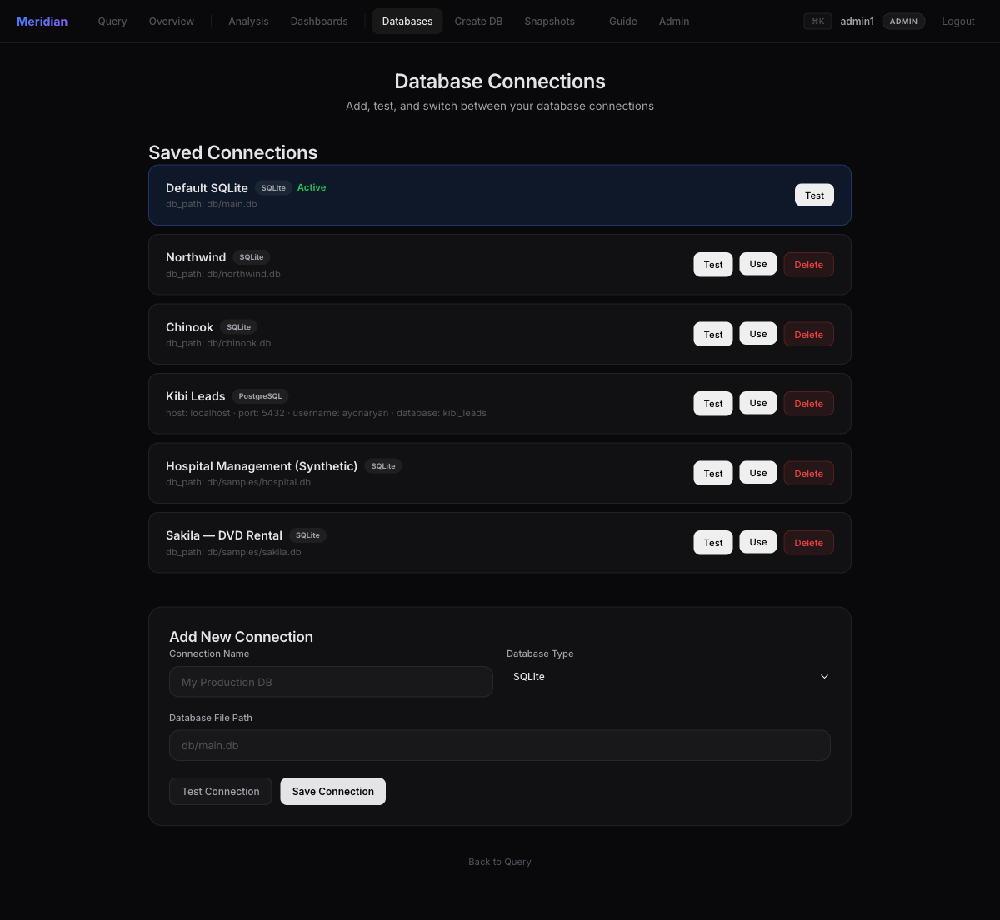 Meridian Query Overview Analysis Dashboards Databases Create DB Snapshots Guide Admin ⌘K admin1 ADMIN Logout
Database Connections
Add, test, and switch between your database connections
Saved Connections
Default SQLite SQLite Active
db_path: db/main.db
Test
Northwind SQLite
db_path: db/northwind.db
Test Use Delete
Chinook SQLite
db_path: db/chinook.db
Test Use Delete
Kibi Leads PostgreSQL
host: localhost · port: 5432 · username: ayonaryan · database: kibi_leads
Test Use Delete
Hospital Management (Synthetic) SQLite
db_path: db/samples/hospital.db
Test Use Delete
Sakila — DVD Rental SQLite
db_path: db/samples/sakila.db
Test Use Delete
Add New Connection
Connection Name Database Type
My Production DB SQLite
Database File Path
db/main.db
Test Connection Save Connection
Back to Query